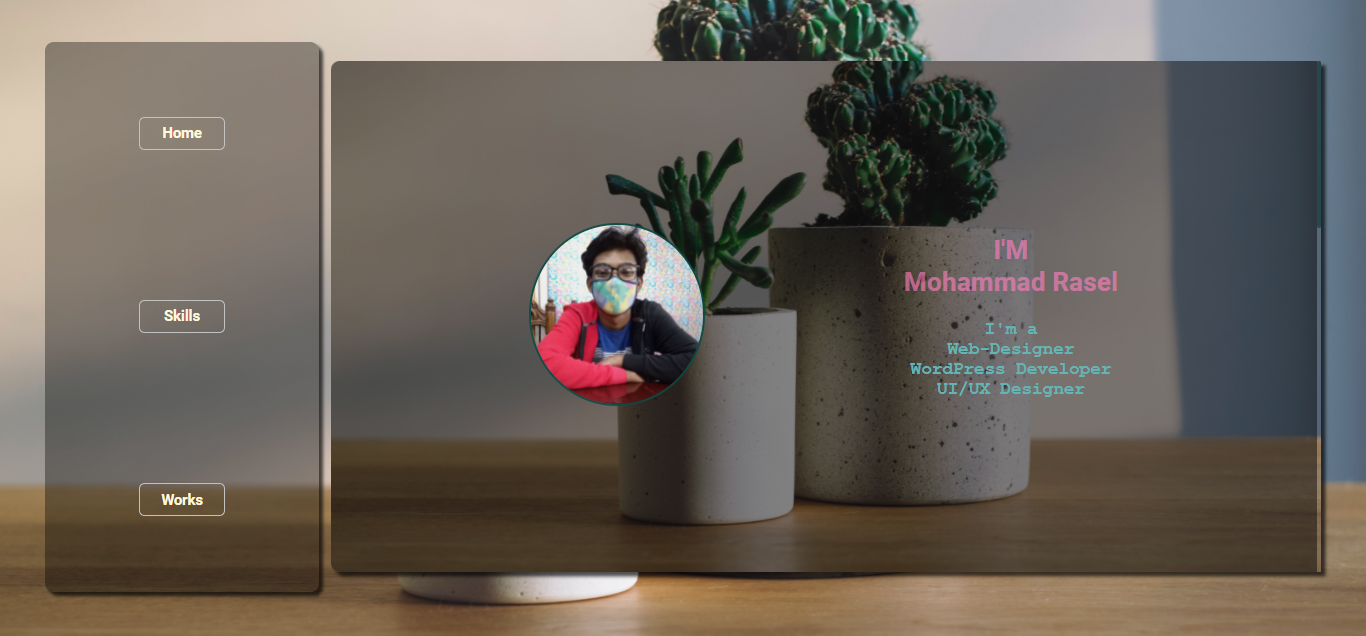 Home
Skills
Works
I'M
Mohammad Rasel
I'm a
Web-Designer
WordPress Developer
UI/UX Designer